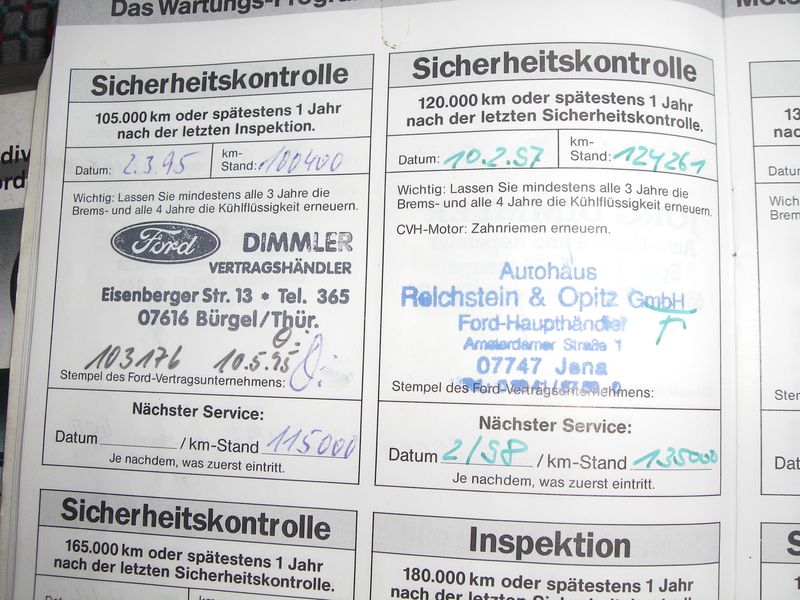 Das Wartungs-Progra
Sicherheitskontrolle
105.000 km oder spätestens 1 Jahr
nach der letzten Inspektion.
Datum: 2.3.95
km-
Stand: 100400
Wichtig: Lassen Sie mindestens alle 3 Jahre die
Brems- und alle 4 Jahre die Kühlflüssigkeit erneuern.
Ford
DIMMLER
VERTRAGSHÄNDLER
Eisenberger Str. 13 • Tel. 365
07616 Bürgel/Thür.
103176 10.5.95
Stempel des Ford-Vertragsunternehmens:
Nächster Service:
Datum / km-Stand 115000
Je nachdem, was zuerst eintritt.
Sicherheitskontrolle
120.000 km oder spätestens 1 Jahr
nach der letzten Sicherheitskontrolle.
Datum: 10.2.97
km-
Stand: 124261
Wichtig: Lassen Sie mindestens alle 3 Jahre die
Brems- und alle 4 Jahre die Kühlflüssigkeit erneuern.
CVH-Motor: Zahnriemen erneuern.
Autohaus
Reichstein & Opitz GmbH
Ford-Haupthändler
Amsterdamer Straße 1
07747 Jena
Stempel des Ford-Vertragsunternehmens:
Nächster Service:
Datum 2/98 / km-Stand 135000
Je nachdem, was zuerst eintritt.
Sicherheitskontrolle
165.000 km oder spätestens 1 Jahr
nach der letzten Sicherheitskontrolle.
Inspektion
180.000 km oder spätestens 1 Jahr